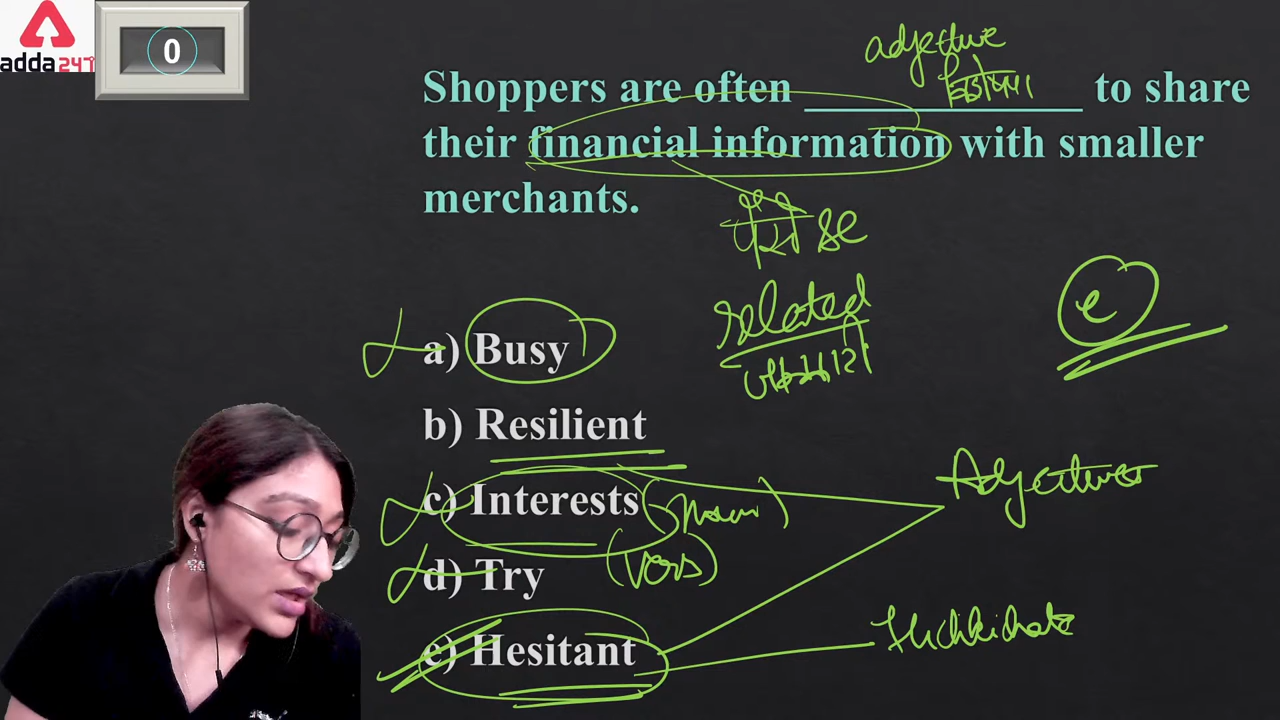 adda247
0
adjective
Shoppers are often ____________ to share
their financial information with smaller
merchants.
पैसों से
related
जानकारी
e
a) Busy
b) Resilient
Adjectives
c) Interests (noun)
d) Try (verb)
e) Hesitant
Hichkichate